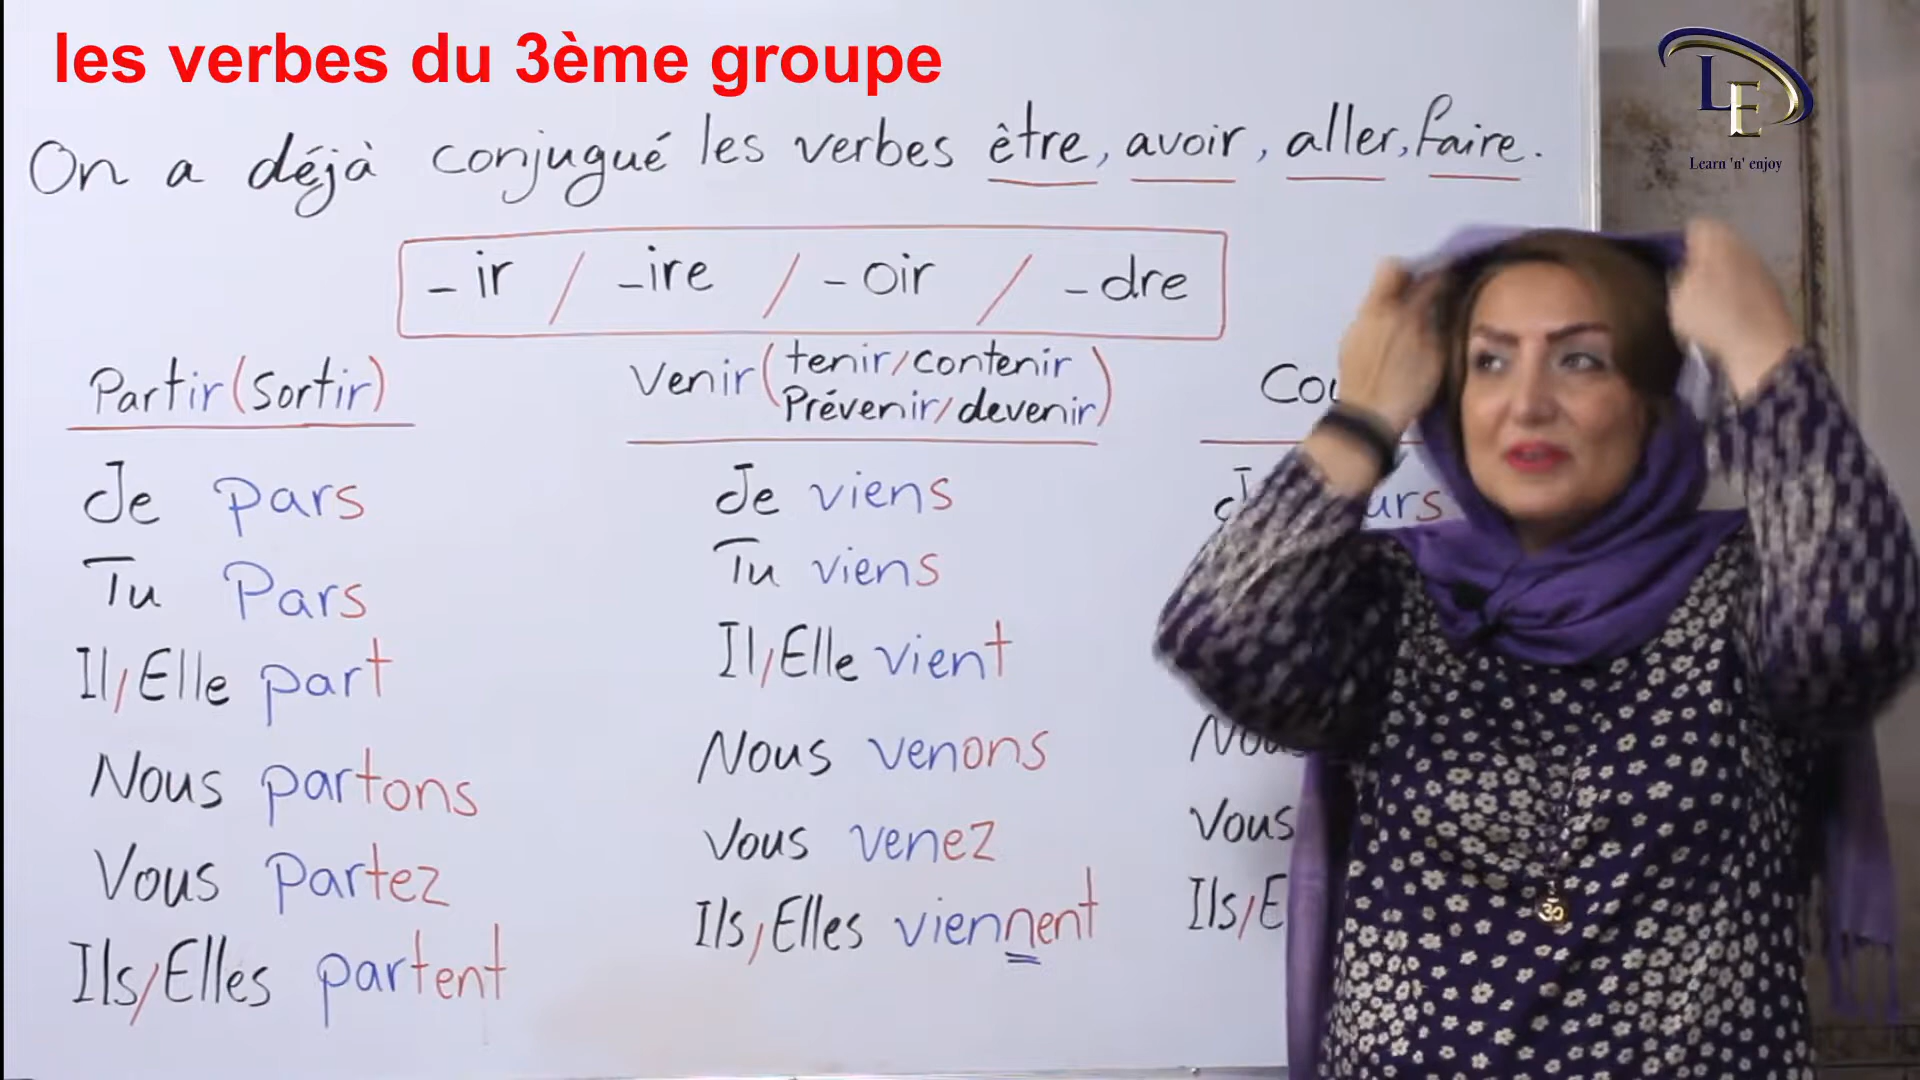 les verbes du 3ème groupe
LE
Learn 'n' enjoy
On a déjà conjugué les verbes être, avoir, aller, faire.
-ir / -ire / -oir / -dre
Partir (Sortir)
Je pars
Tu Pars
Il/Elle part
Nous partons
Vous partez
Ils/Elles partent
Venir (tenir/contenir
Prévenir/devenir)
Je viens
Tu viens
Il/Elle vient
Nous venons
Vous venez
Ils/Elles viennent
Vous